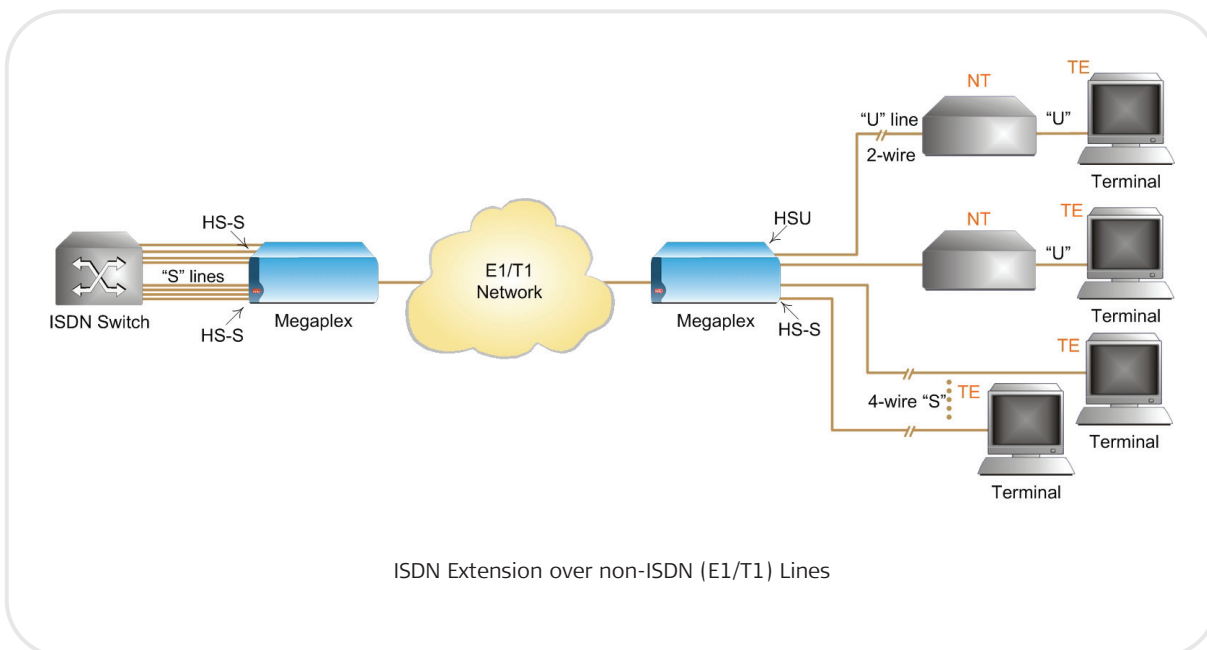 NT
TE
“U” line
“U”
2-wire
Terminal
HS-S
HSU
NT
TE
“U”
“S” lines
E1/T1
Network
ISDN Switch
Megaplex
Megaplex
Terminal
HS-S
HS-S
TE
4-wire “S”
TE
Terminal
Terminal
ISDN Extension over non-ISDN (E1/T1) Lines